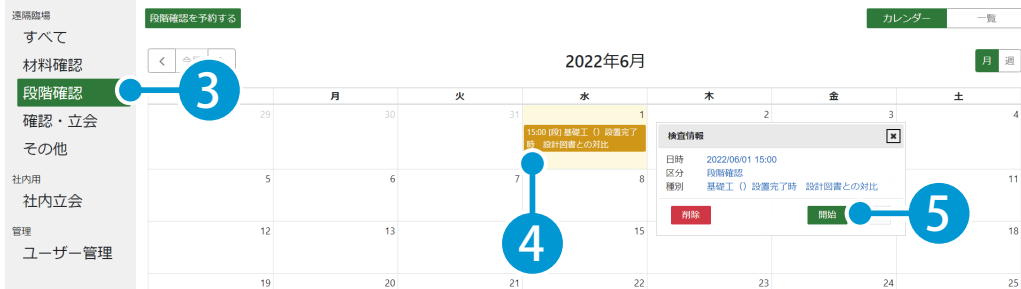 遠隔臨場
すべて
材料確認
段階確認
確認・立会
その他
社内用
社内立会
管理
ユーザー管理
段階確認を予約する
カレンダー 一覧
2022年6月
月 週
月 火 水 木 金 土
29 30 31 1 2 3 4
15:00 [段] 基礎工（）設置完了
時　設計図書との対比
検査情報
日時 2022/06/01 15:00
区分 段階確認
種別 基礎工（）設置完了時　設計図書との対比
削除 開始
5 6 7 8 11
12 13 15 18
19 20 21 22 23 24 25
3
4
5